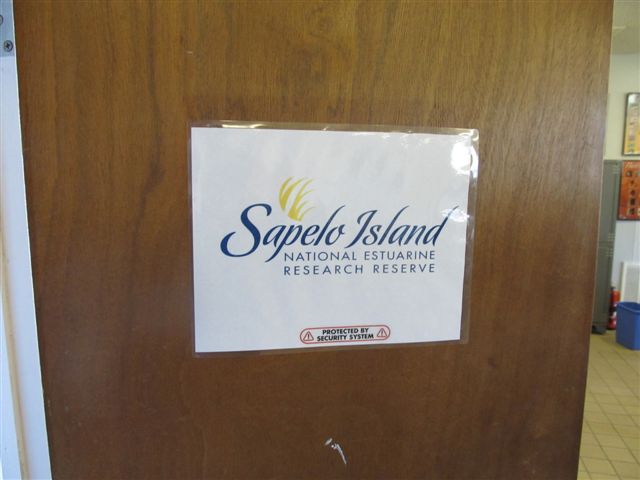 Sapelo Island
NATIONAL ESTUARINE
RESEARCH RESERVE
PROTECTED BY
SECURITY SYSTEM